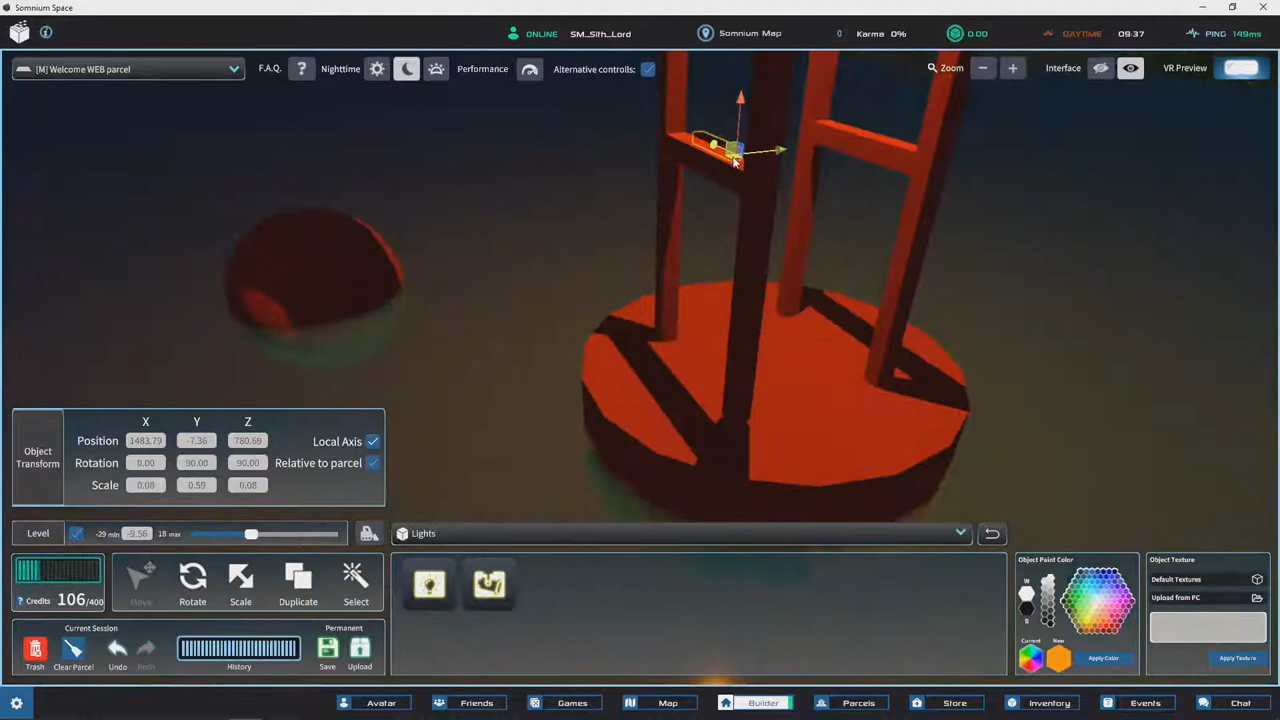 Somnium Space
ONLINE SM_Sith_Lord Somnium Map 0 Karma 0% 0.00 DAYTIME 09:37 PING 149ms
[M] Welcome WEB parcel F.A.Q. ? Nighttime Performance Alternative controlls: Zoom Interface VR Preview
X Y Z
Object Transform
Position 1483.79 -7.36 780.69 Local Axis
Rotation 0.00 90.00 90.00 Relative to parcel
Scale 0.08 0.59 0.08
Level -29 min -9.56 18 max Lights
? Credits 106/400 Move Rotate Scale Duplicate Select
Current Session Permanent
Trash Clear Parcel Undo Redo History Save Upload
Object Paint Color Object Texture
W Default Textures
Upload from PC
B
Current New
Apply Color Apply Texture
Avatar Friends Games Map Builder Parcels Store Inventory Events Chat